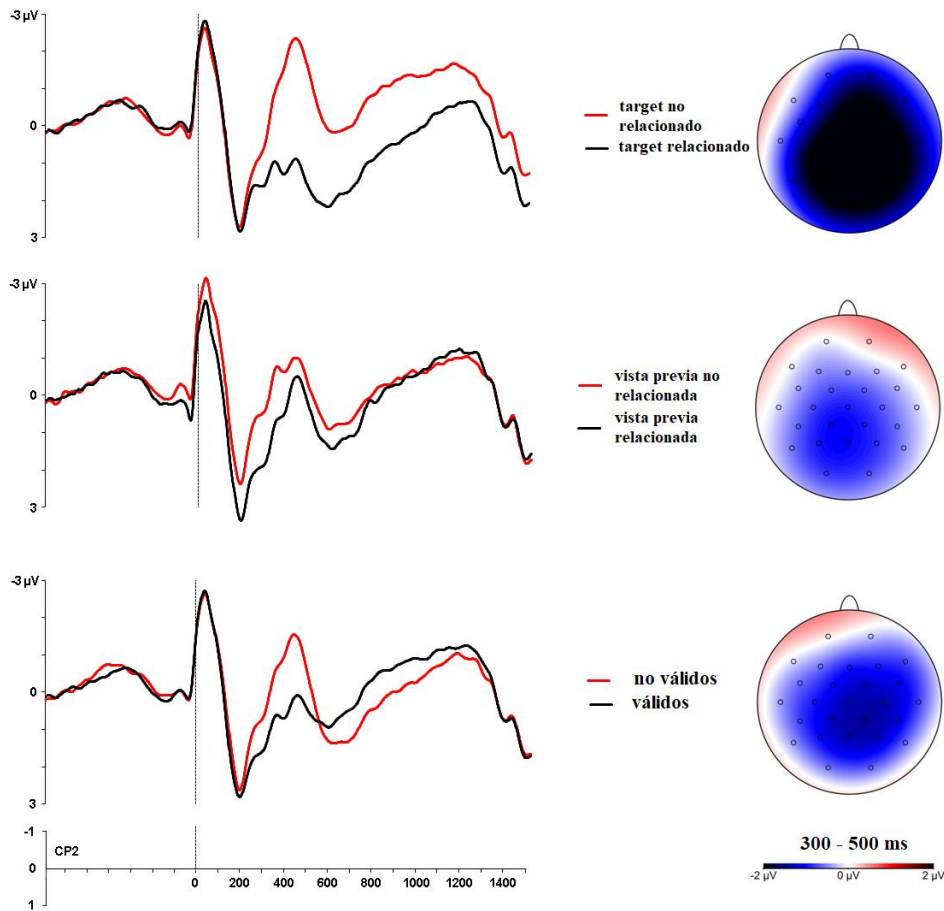 -3 µV
0
3
target no
relacionado
target relacionado
-3 µV
0
3
vista previa no
relacionada
vista previa
relacionada
-3 µV
0
3
no válidos
válidos
-1
0
1
CP2
0 200 400 600 800 1000 1200 1400
300 - 500 ms
-2 µV 0 µV 2 µV